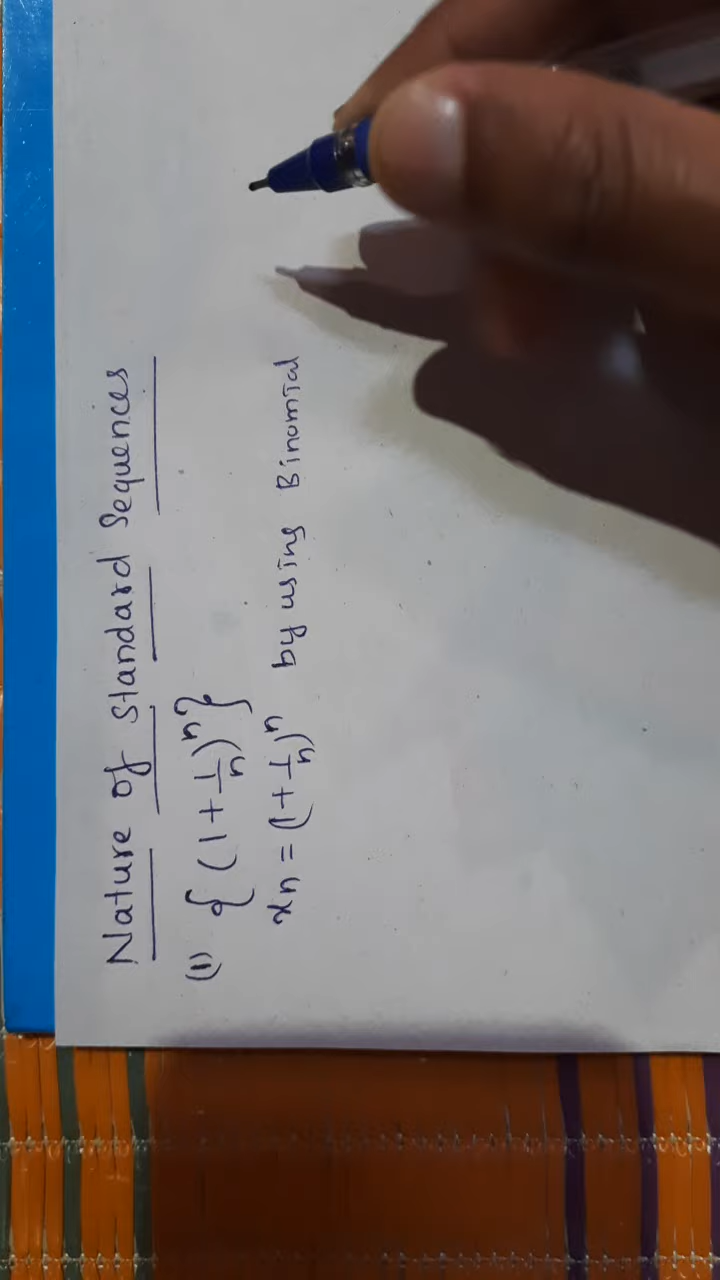 Nature of Standard Sequences
(1) {(1+1/n)^n}
xn = (1+1/n)^n by using Binomial